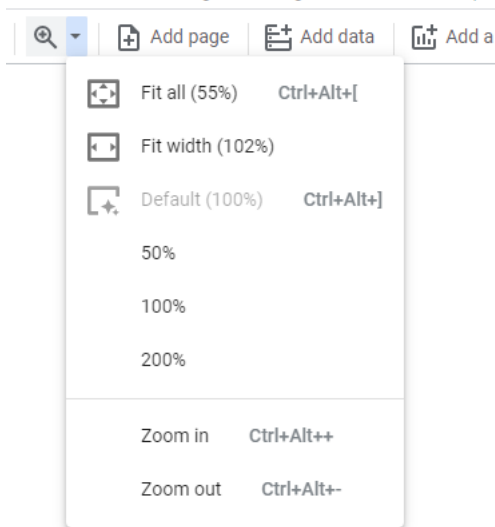 Add page Add data Add a
Fit all (55%) Ctrl+Alt+[
Fit width (102%)
Default (100%) Ctrl+Alt+]
50%
100%
200%
Zoom in Ctrl+Alt++
Zoom out Ctrl+Alt+-